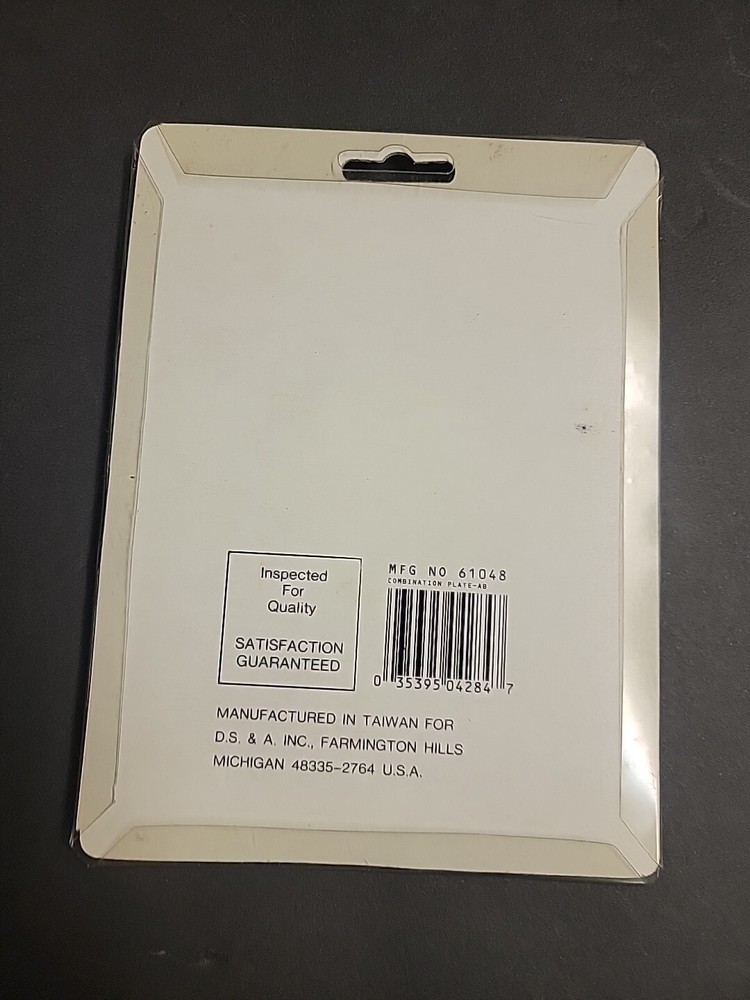 Inspected
For
Quality
SATISFACTION
GUARANTEED
MFG NO 61048
COMBINATION PLATE-AB
0 35395 04284 7
MANUFACTURED IN TAIWAN FOR
D.S. & A. INC., FARMINGTON HILLS
MICHIGAN 48335-2764 U.S.A.